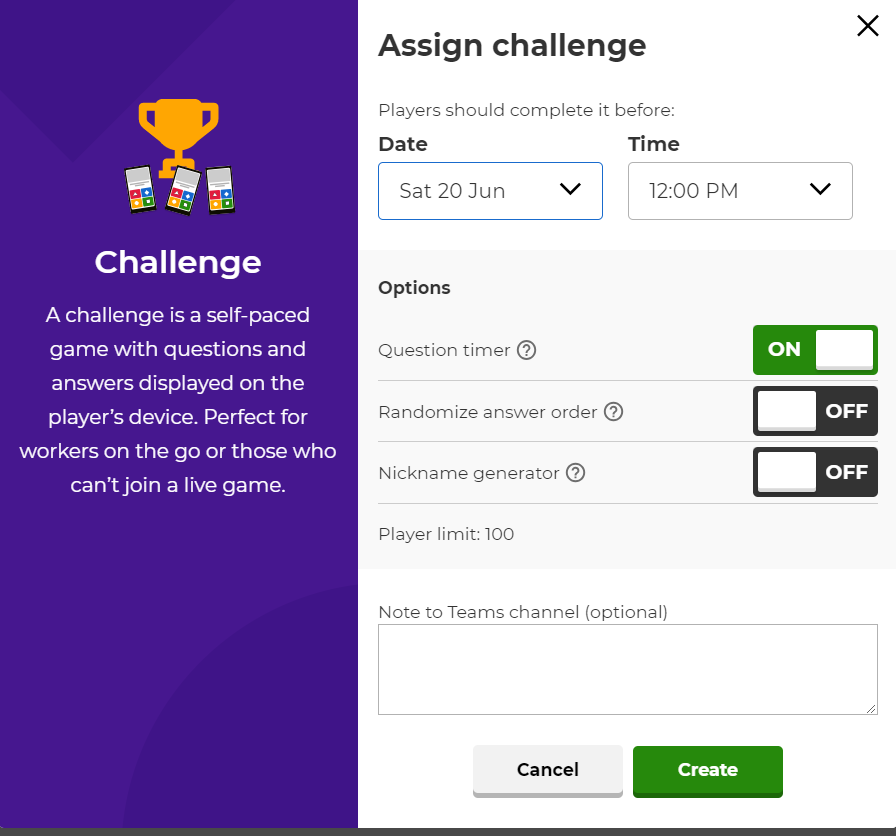 Challenge
A challenge is a self-paced
game with questions and
answers displayed on the
player’s device. Perfect for
workers on the go or those who
can’t join a live game.
Assign challenge
Players should complete it before:
Date Time
Sat 20 Jun 12:00 PM
Options
Question timer ? ON
Randomize answer order ? OFF
Nickname generator ? OFF
Player limit: 100
Note to Teams channel (optional)
Cancel Create